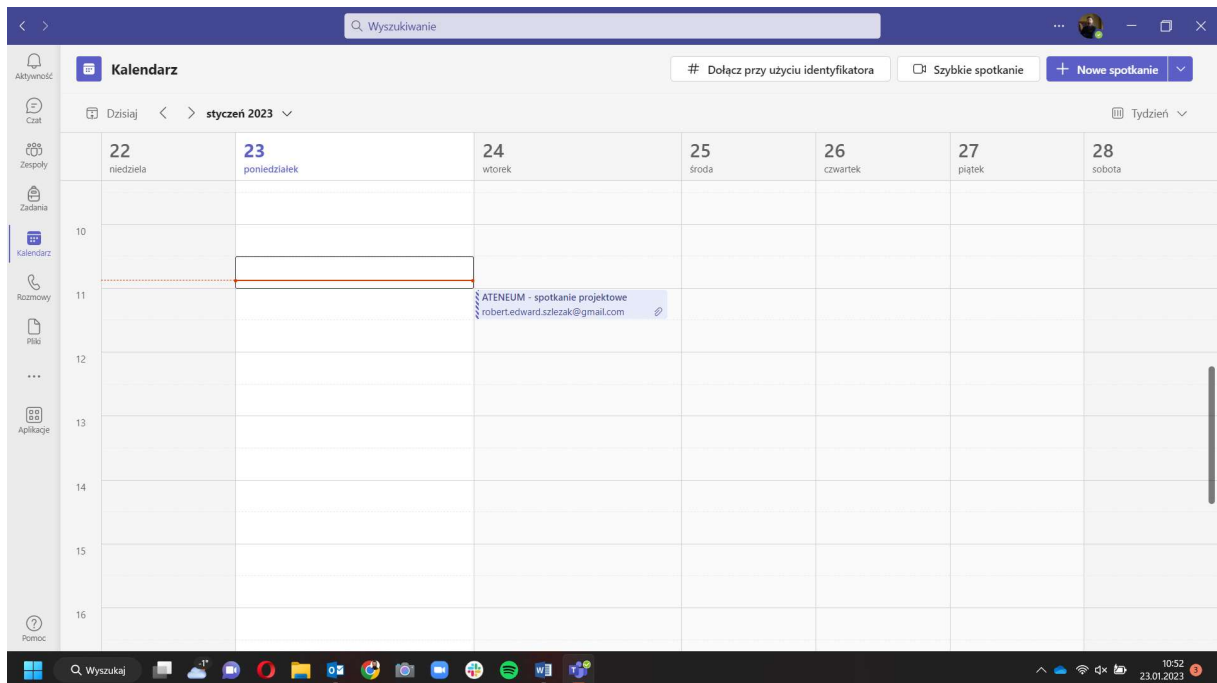 Wyszukiwanie
Aktywność
Kalendarz
# Dołącz przy użyciu identyfikatora
Szybkie spotkanie
+ Nowe spotkanie
Czat
Dzisiaj
styczeń 2023
Tydzień
Zespoły
22
niedziela
23
poniedziałek
24
wtorek
25
środa
26
czwartek
27
piątek
28
sobota
Zadania
Kalendarz
10
Rozmowy
11
ATENEUM - spotkanie projektowe
robert.edward.szlezak@gmail.com
Pliki
12
Aplikacje
13
14
15
16
Pomoc
Wyszukaj
-1°
10:52
23.01.2023
3